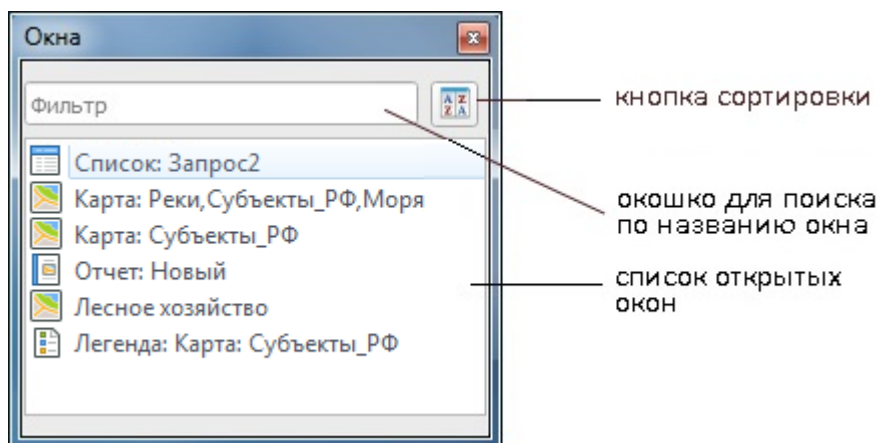 Окна
Фильтр
Список: Запрос2
Карта: Реки,Субъекты_РФ,Моря
Карта: Субъекты_РФ
Отчет: Новый
Лесное хозяйство
Легенда: Карта: Субъекты_РФ
кнопка сортировки
окошко для поиска
по названию окна
список открытых
окон